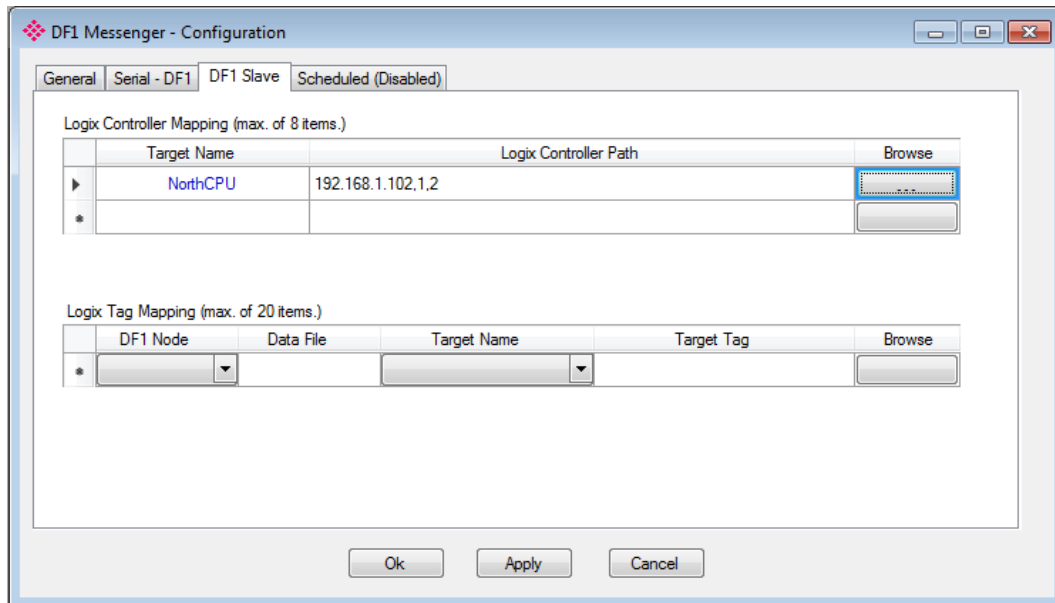 DF1 Messenger - Configuration
General Serial - DF1 DF1 Slave Scheduled (Disabled)
Logix Controller Mapping (max. of 8 items.)
Target Name Logix Controller Path Browse
NorthCPU 192.168.1.102,1,2 ...
Logix Tag Mapping (max. of 20 items.)
DF1 Node Data File Target Name Target Tag Browse
Ok Apply Cancel